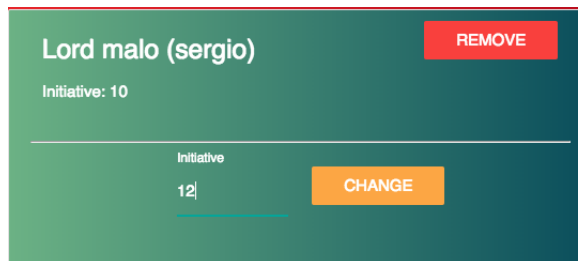 Lord malo (sergio)
REMOVE
Initiative: 10
Initiative
12
CHANGE